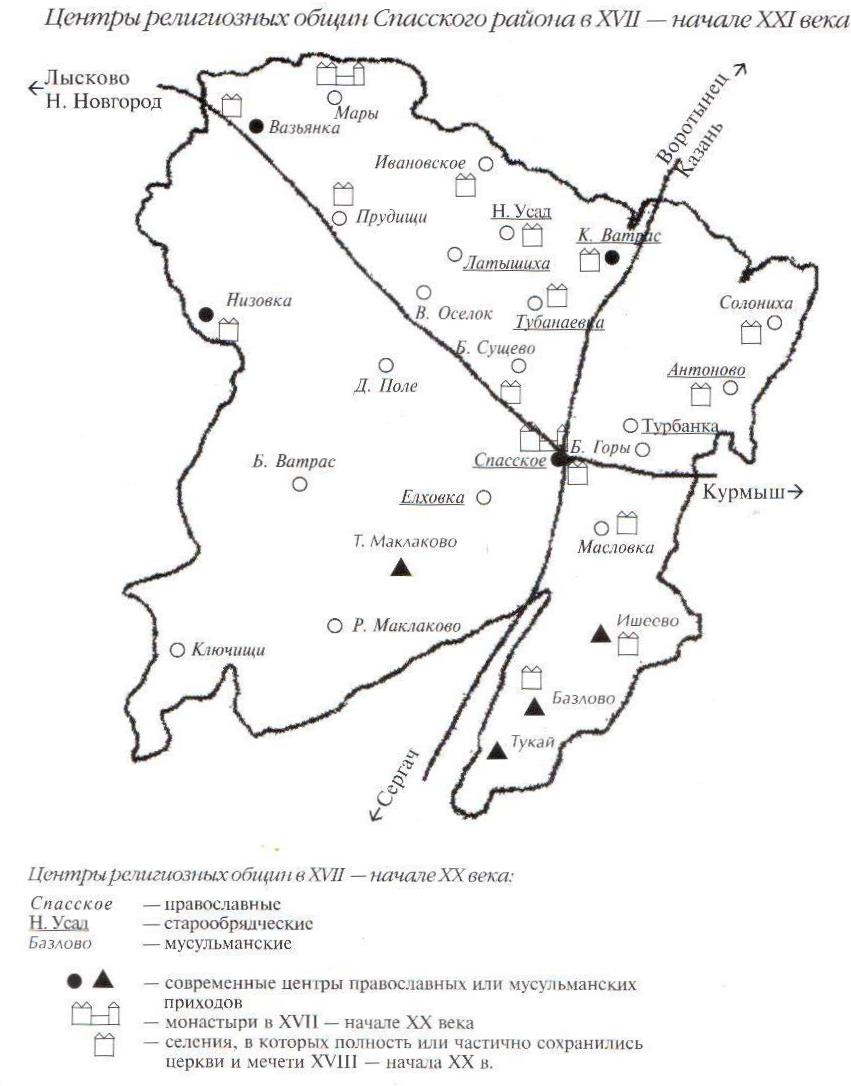 Центры религиозных общин Спасского района в XVII — начале XXI века
←Лысково
Н. Новгород
Воротынец
Казань
Мары
Вазьянка
Ивановское
Прудищи
Н. Усад
К. Ватрас
Латышиха
Низовка
В. Оселок
Тубанаевка
Солониха
Б. Сущево
Д. Поле
Антоново
Турбанка
Б. Горы
Спасское
Б. Ватрас
Елховка
Курмыш→
Т. Маклаково
Масловка
Р. Маклаково
Ишеево
Ключищи
Базлово
Тукай
←Сергач
Центры религиозных общин в XVII — начале XX века:
Спасское — православные
Н. Усад — старообрядческие
Базлово — мусульманские
— современные центры православных или мусульманских
приходов
— монастыри в XVII — начале XX века
— селения, в которых полность или частично сохранились
церкви и мечети XVIII — начала XX в.